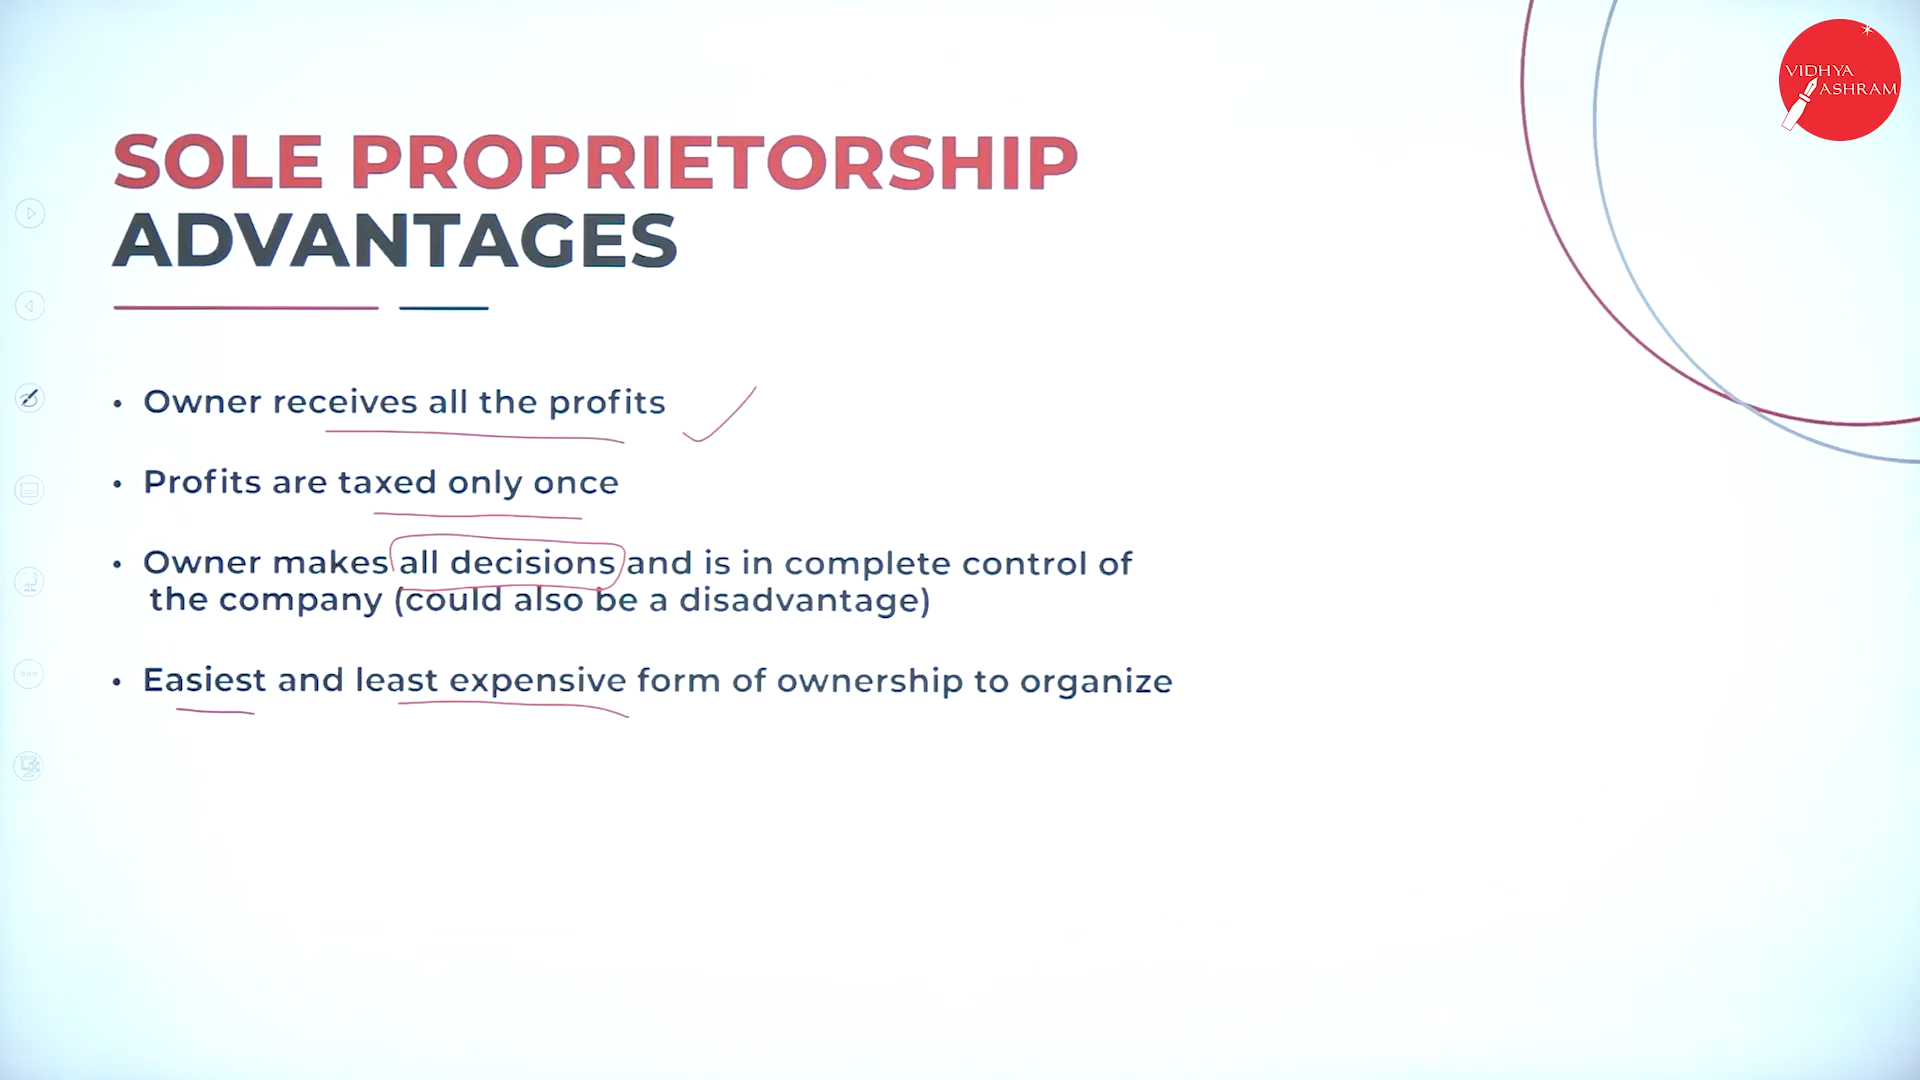 VIDHYA
ASHRAM
SOLE PROPRIETORSHIP
ADVANTAGES
• Owner receives all the profits
• Profits are taxed only once
• Owner makes all decisions and is in complete control of
the company (could also be a disadvantage)
• Easiest and least expensive form of ownership to organize